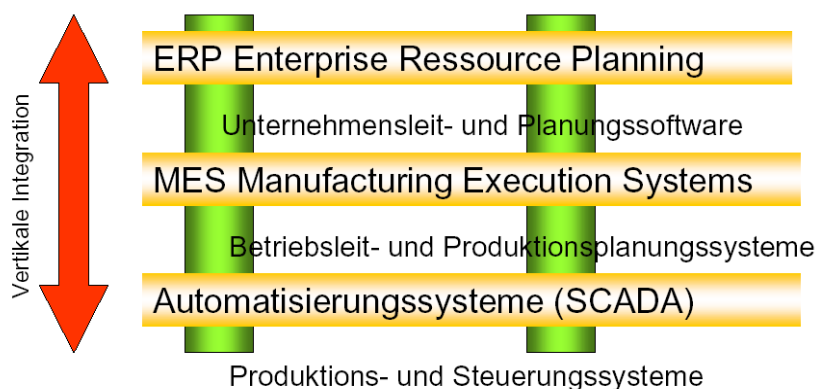 ERP Enterprise Ressource Planning
Unternehmensleit- und Planungssoftware
MES Manufacturing Execution Systems
Betriebsleit- und Produktionsplanungssysteme
Automatisierungssysteme (SCADA)
Produktions- und Steuerungssysteme
Vertikale Integration